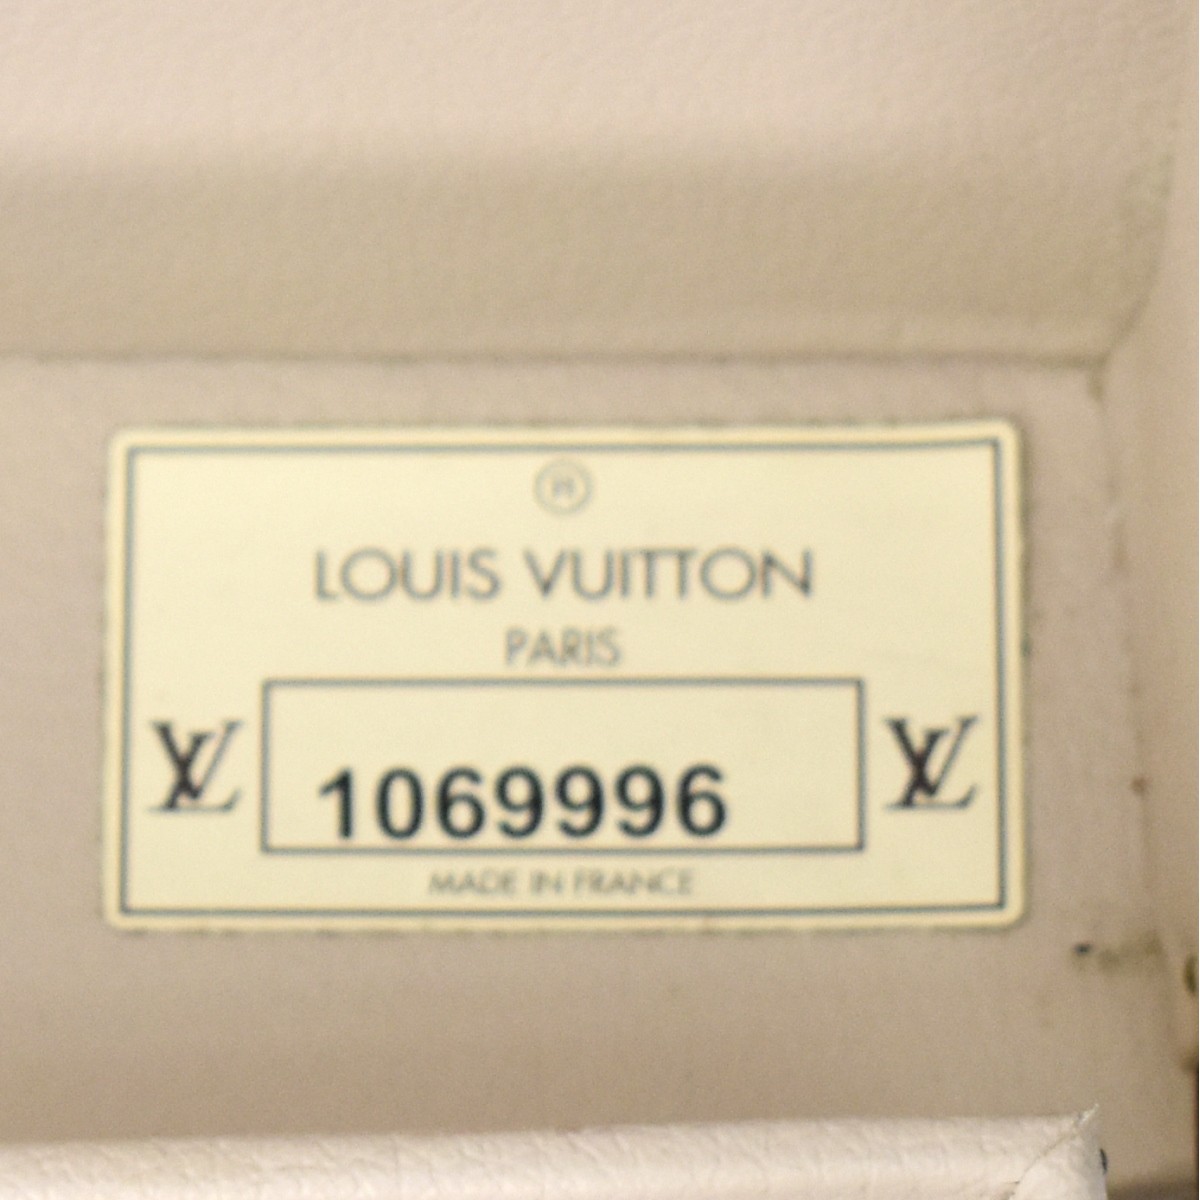 Ⓗ
LOUIS VUITTON
PARIS
LV 1069996 LV
MADE IN FRANCE